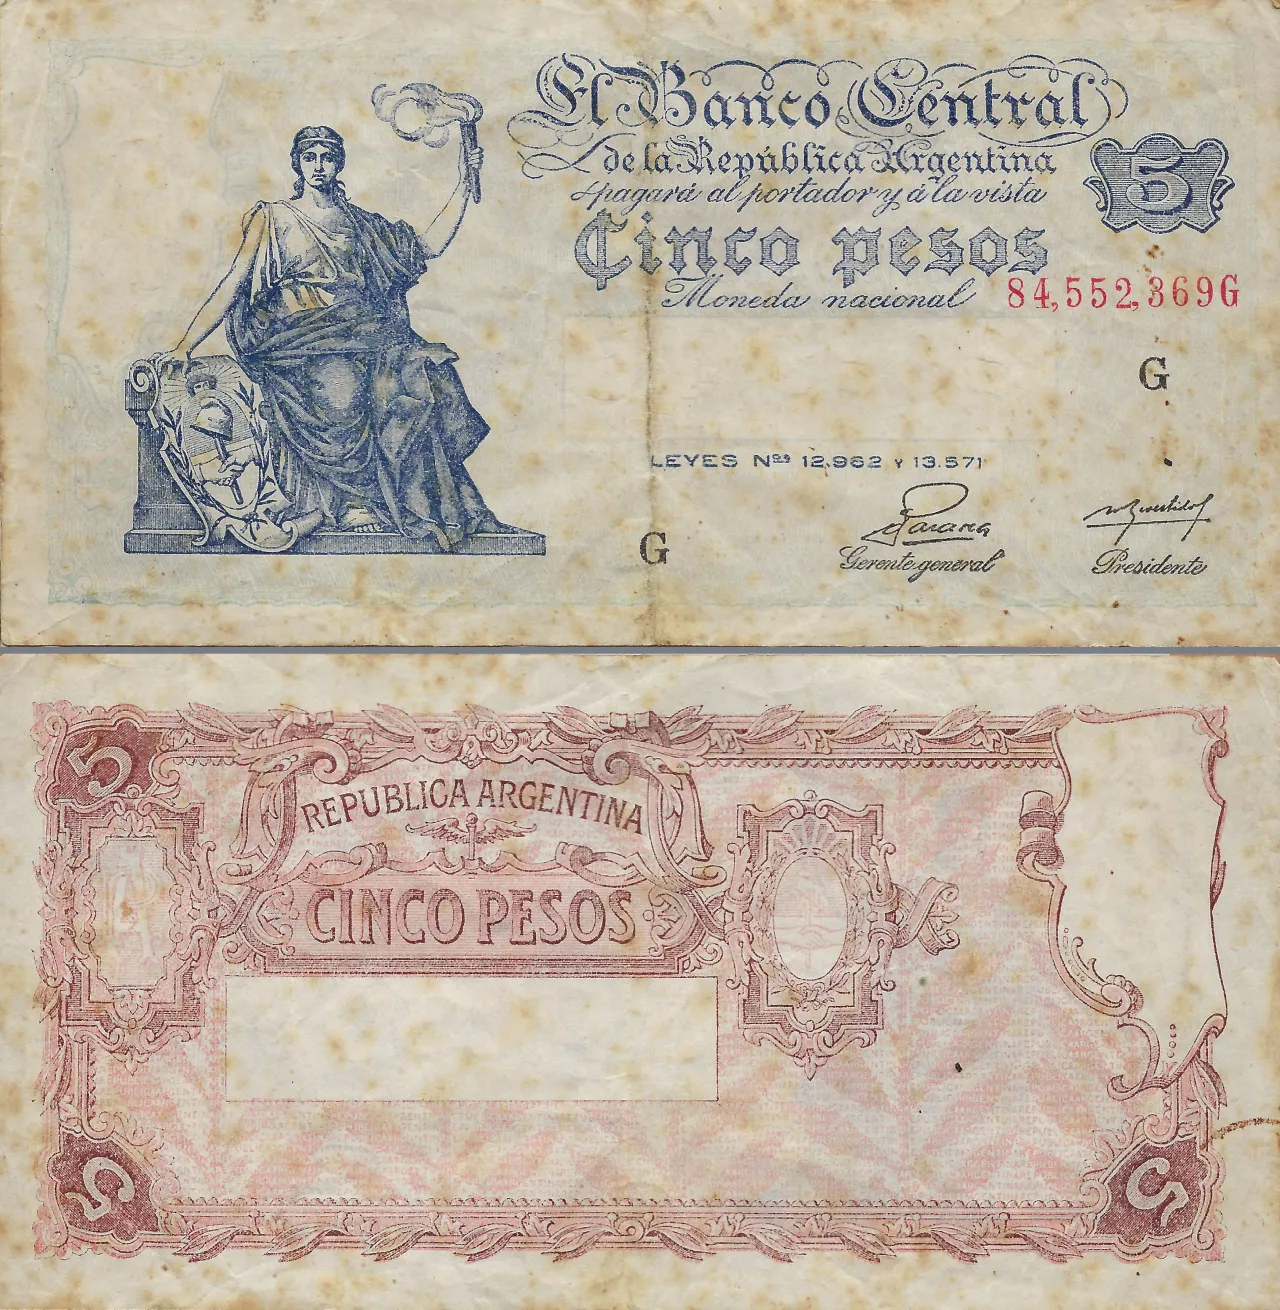 El Banco Central
de la República Argentina
pagará al portador y á la vista
5
Cinco pesos
Moneda nacional
84,552,369G
G
LEYES Nos 12.962 Y 13.571
G
Gerente general
Presidente
5
REPUBLICA ARGENTINA
CINCO PESOS
5
5